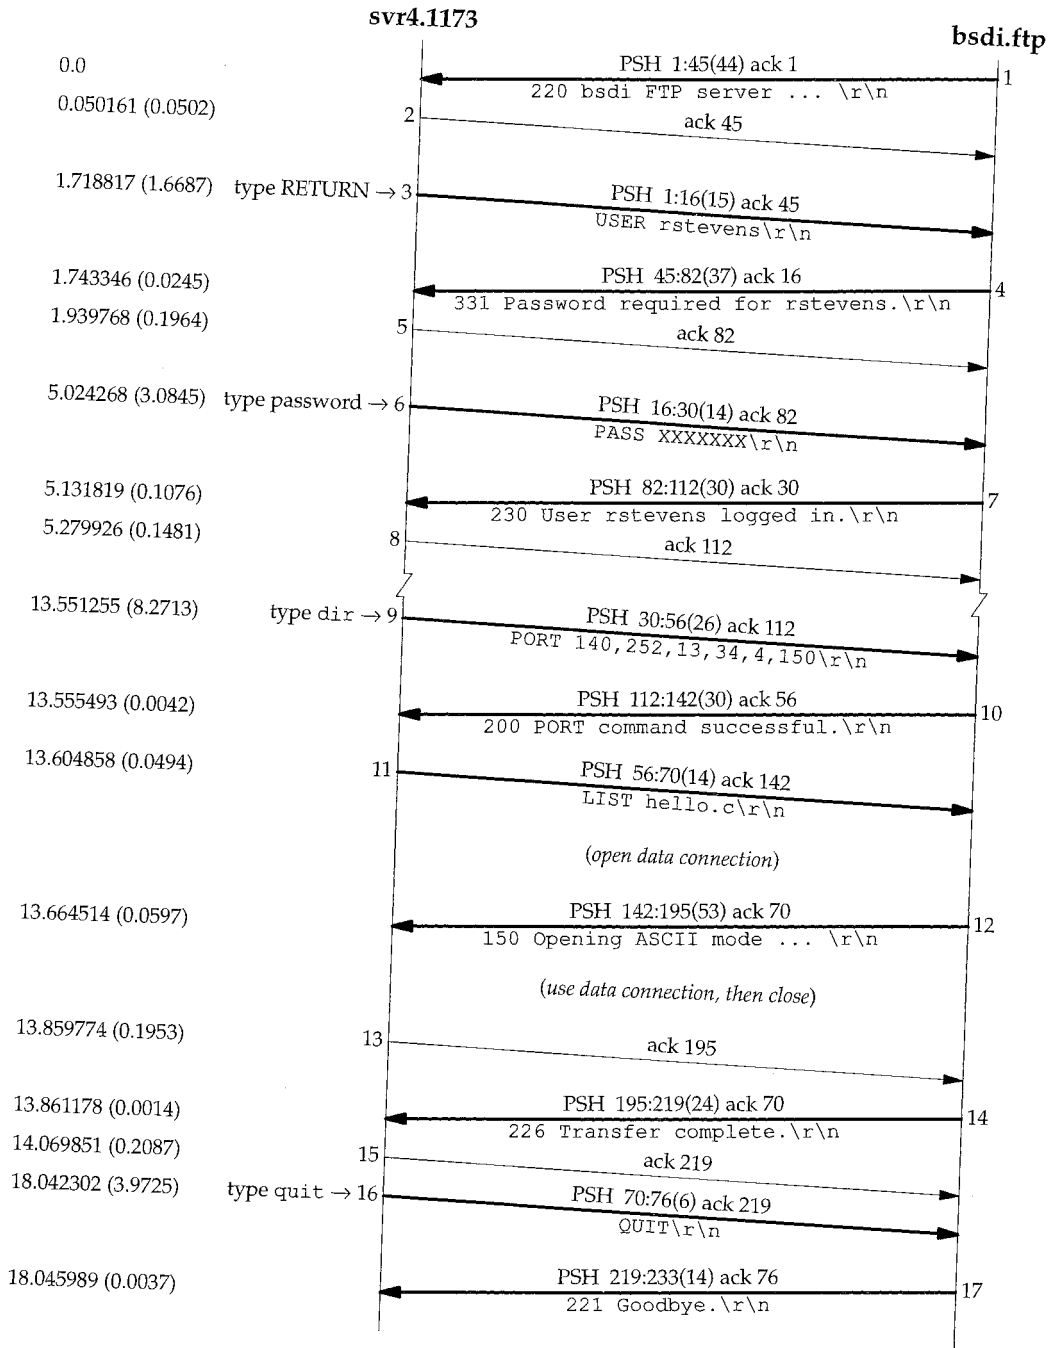 svr4.1173
bsdi.ftp
0.0
PSH 1:45(44) ack 1
1
220 bsdi FTP server ... \r\n
0.050161 (0.0502)
2
ack 45
1.718817 (1.6687)
type RETURN → 3
PSH 1:16(15) ack 45
USER rstevens\r\n
1.743346 (0.0245)
PSH 45:82(37) ack 16
4
331 Password required for rstevens.\r\n
1.939768 (0.1964)
5
ack 82
5.024268 (3.0845)
type password → 6
PSH 16:30(14) ack 82
PASS XXXXXXX\r\n
5.131819 (0.1076)
PSH 82:112(30) ack 30
7
230 User rstevens logged in.\r\n
5.279926 (0.1481)
8
ack 112
13.551255 (8.2713)
type dir → 9
PSH 30:56(26) ack 112
PORT 140,252,13,34,4,150\r\n
13.555493 (0.0042)
PSH 112:142(30) ack 56
10
200 PORT command successful.\r\n
13.604858 (0.0494)
11
PSH 56:70(14) ack 142
LIST hello.c\r\n
(open data connection)
13.664514 (0.0597)
PSH 142:195(53) ack 70
12
150 Opening ASCII mode ... \r\n
(use data connection, then close)
13.859774 (0.1953)
13
ack 195
13.861178 (0.0014)
PSH 195:219(24) ack 70
14
226 Transfer complete.\r\n
14.069851 (0.2087)
15
ack 219
18.042302 (3.9725)
type quit → 16
PSH 70:76(6) ack 219
QUIT\r\n
18.045989 (0.0037)
PSH 219:233(14) ack 76
17
221 Goodbye.\r\n